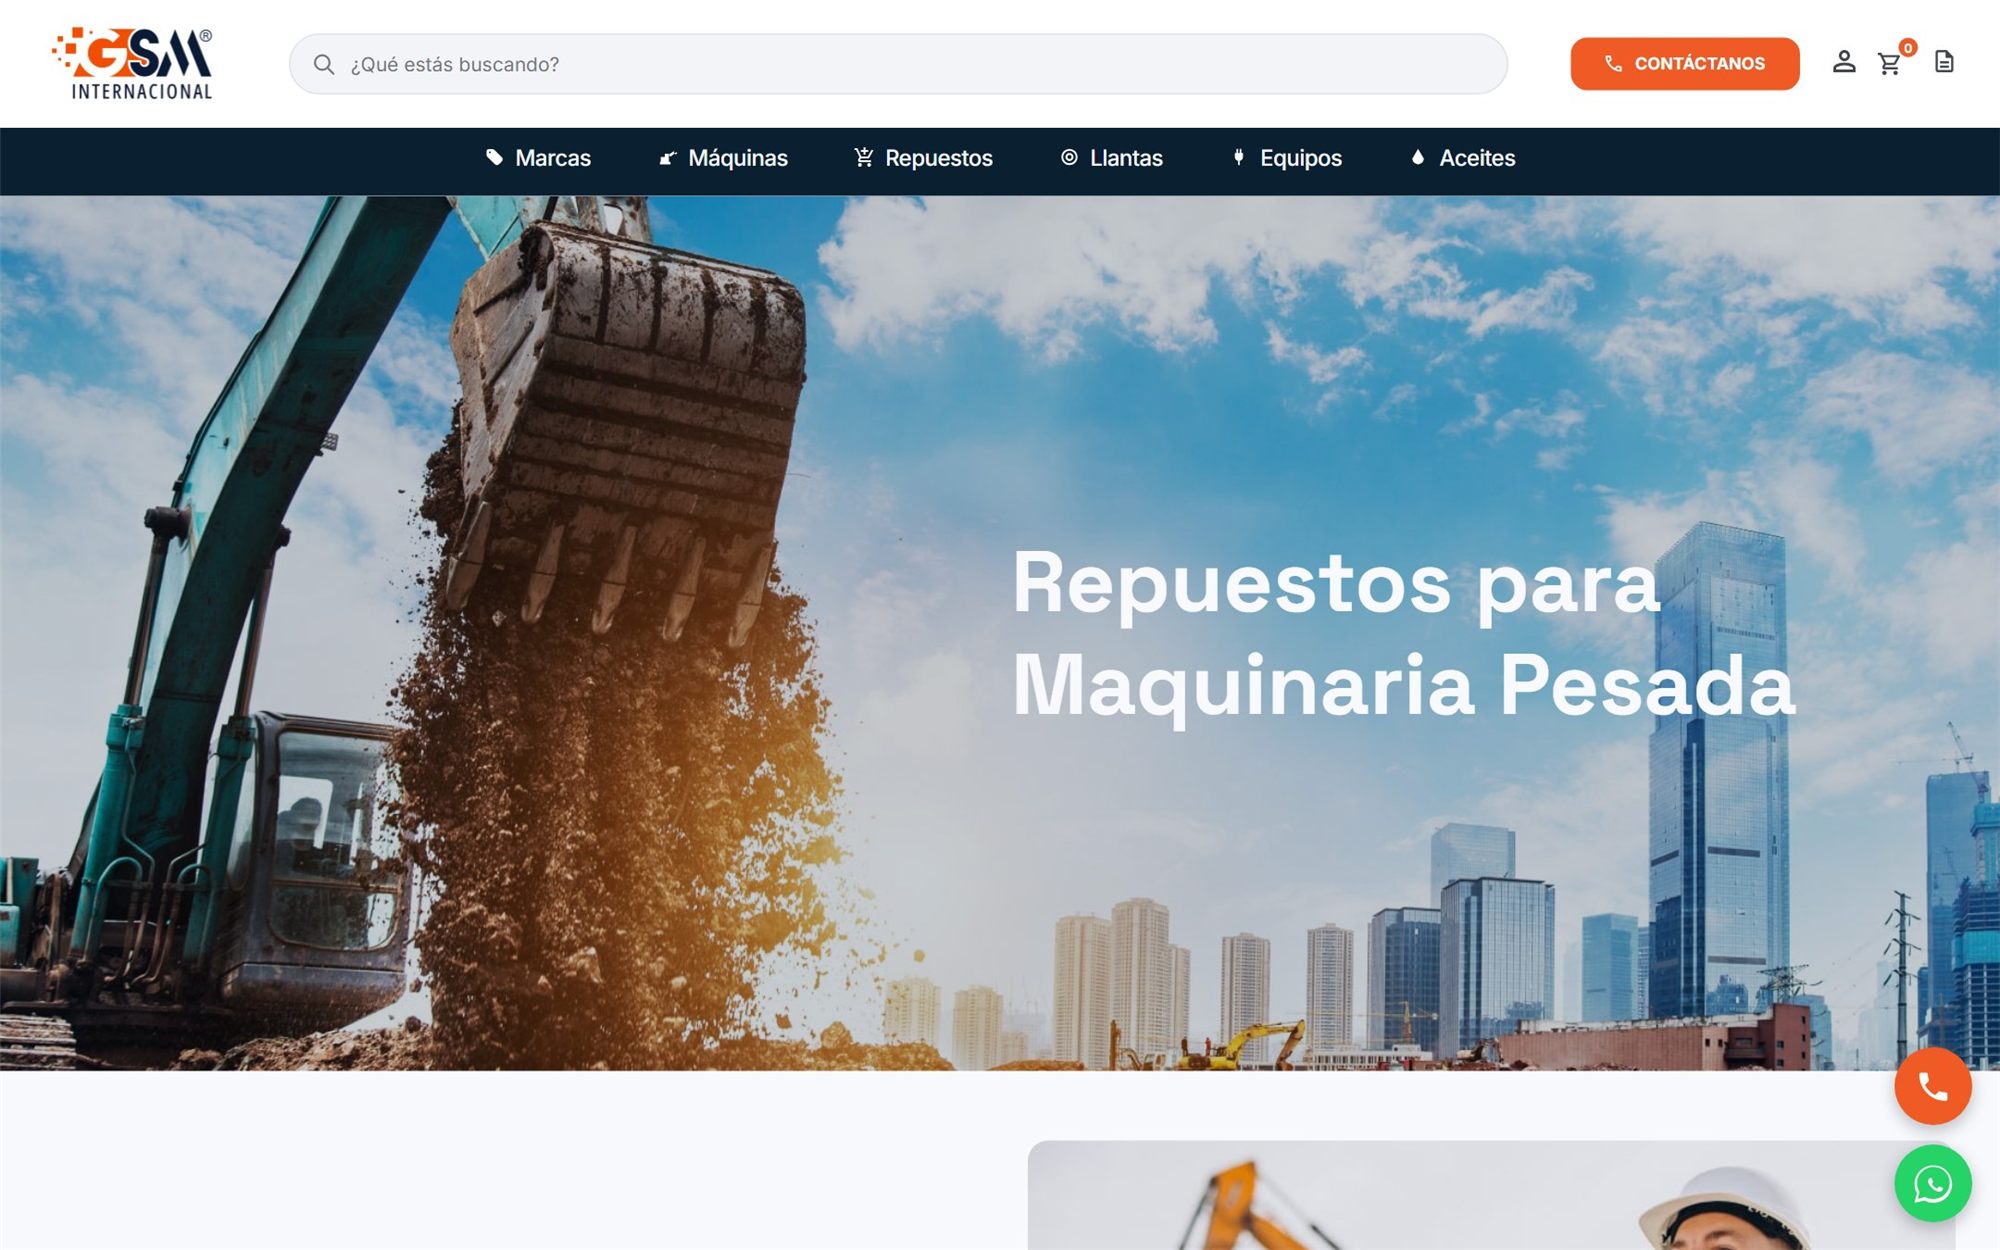 GSM®
INTERNACIONAL
¿Qué estás buscando?
CONTÁCTANOS
0
Marcas
Máquinas
Repuestos
Llantas
Equipos
Aceites
Repuestos para
Maquinaria Pesada